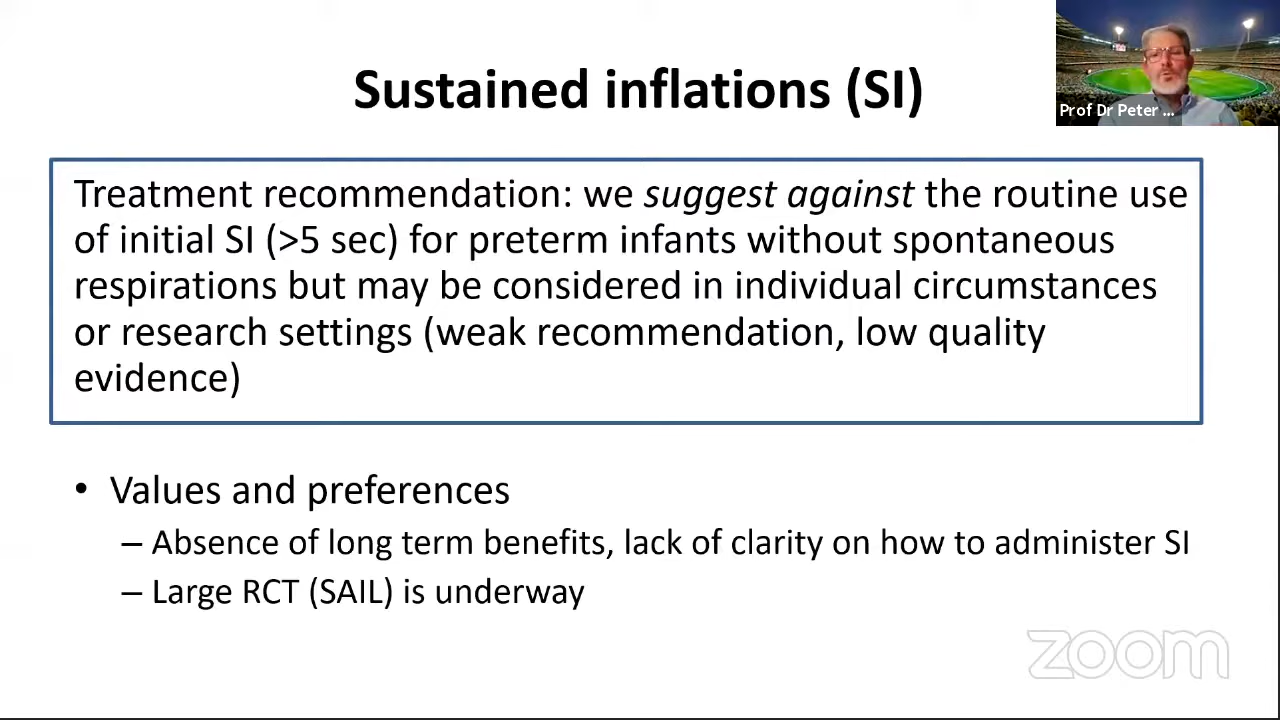 Sustained inflations (SI)
Prof Dr Peter ...
Treatment recommendation: we suggest against the routine use
of initial SI (>5 sec) for preterm infants without spontaneous
respirations but may be considered in individual circumstances
or research settings (weak recommendation, low quality
evidence)
• Values and preferences
– Absence of long term benefits, lack of clarity on how to administer SI
– Large RCT (SAIL) is underway
zoom